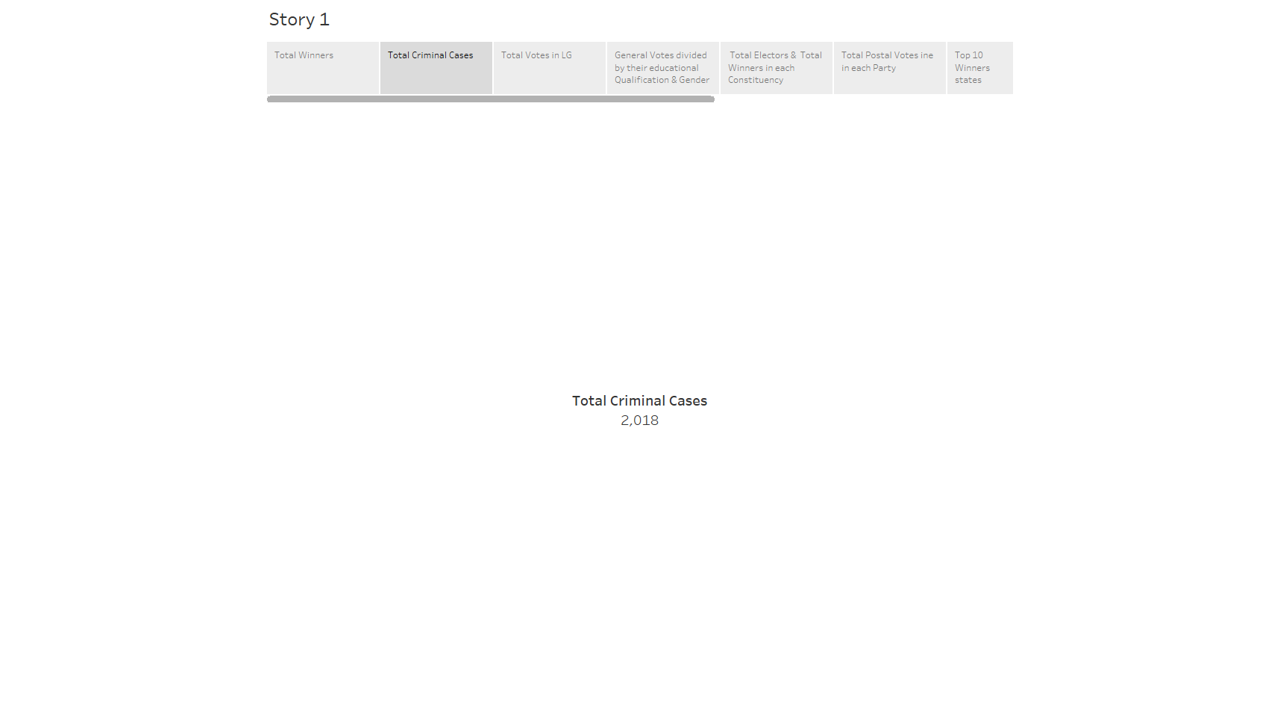 Story 1
Total Winners
Total Criminal Cases
Total Votes in LG
General Votes divided
by their educational
Qualification & Gender
Total Electors & Total
Winners in each
Constituency
Total Postal Votes ine
in each Party
Top 10
Winners
states
Total Criminal Cases
2,018